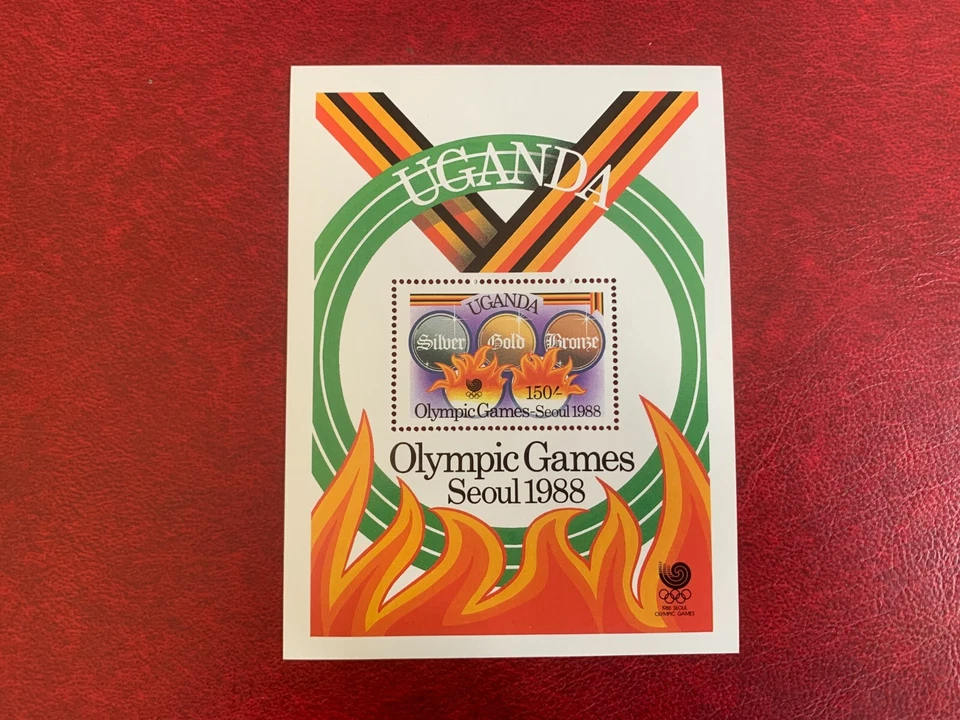 UGANDA
UGANDA
Silver Gold Bronze
150/-
Olympic Games-Seoul 1988
Olympic Games
Seoul 1988
1988 SEOUL
OLYMPIC GAMES